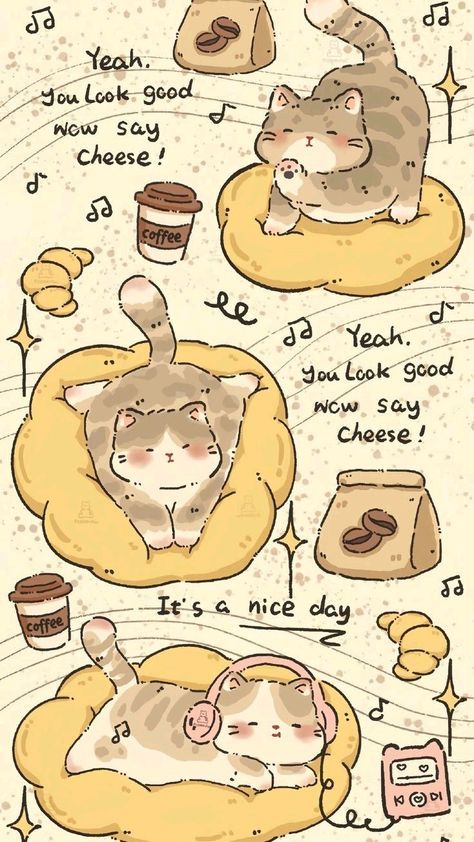 Yeah.
You Look good
Wow say
Cheese!
coffee
Yeah.
You Look good
Wow say
Cheese!
It's a nice day
coffee